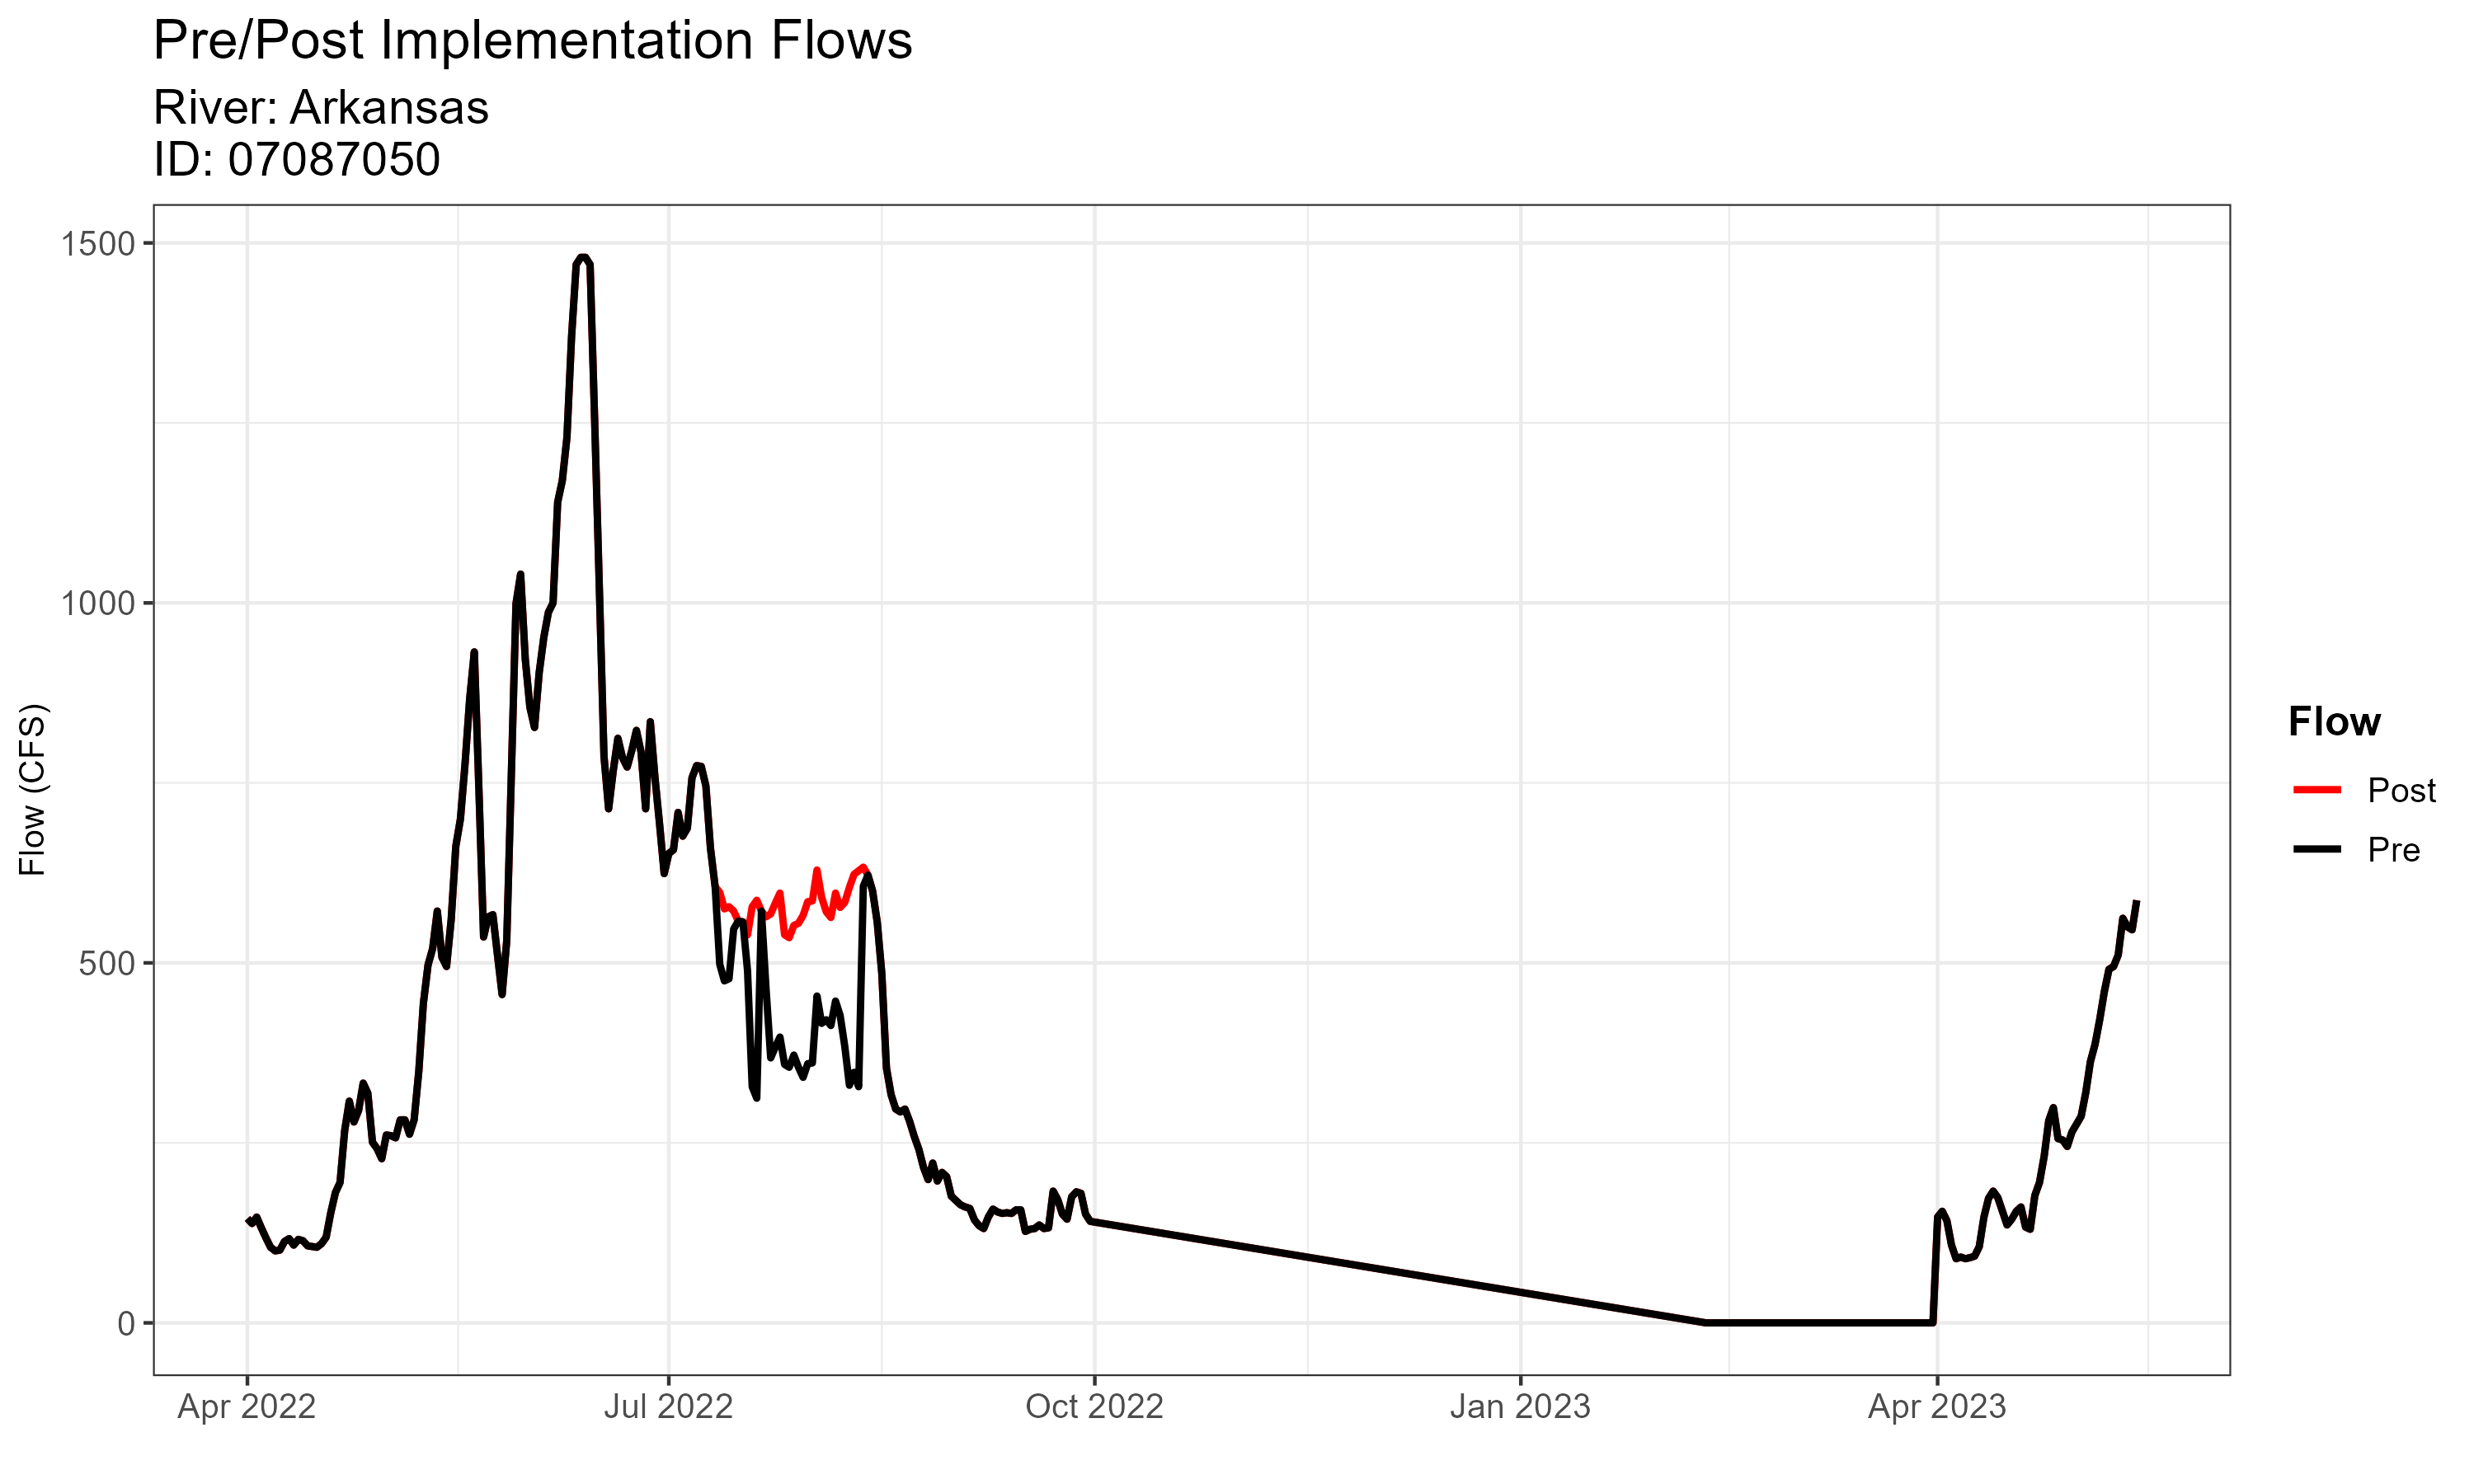 Pre/Post Implementation Flows
River: Arkansas
ID: 07087050
Flow (CFS)
1500
1000
500
0
Apr 2022
Jul 2022
Oct 2022
Jan 2023
Apr 2023
Flow
Post
Pre